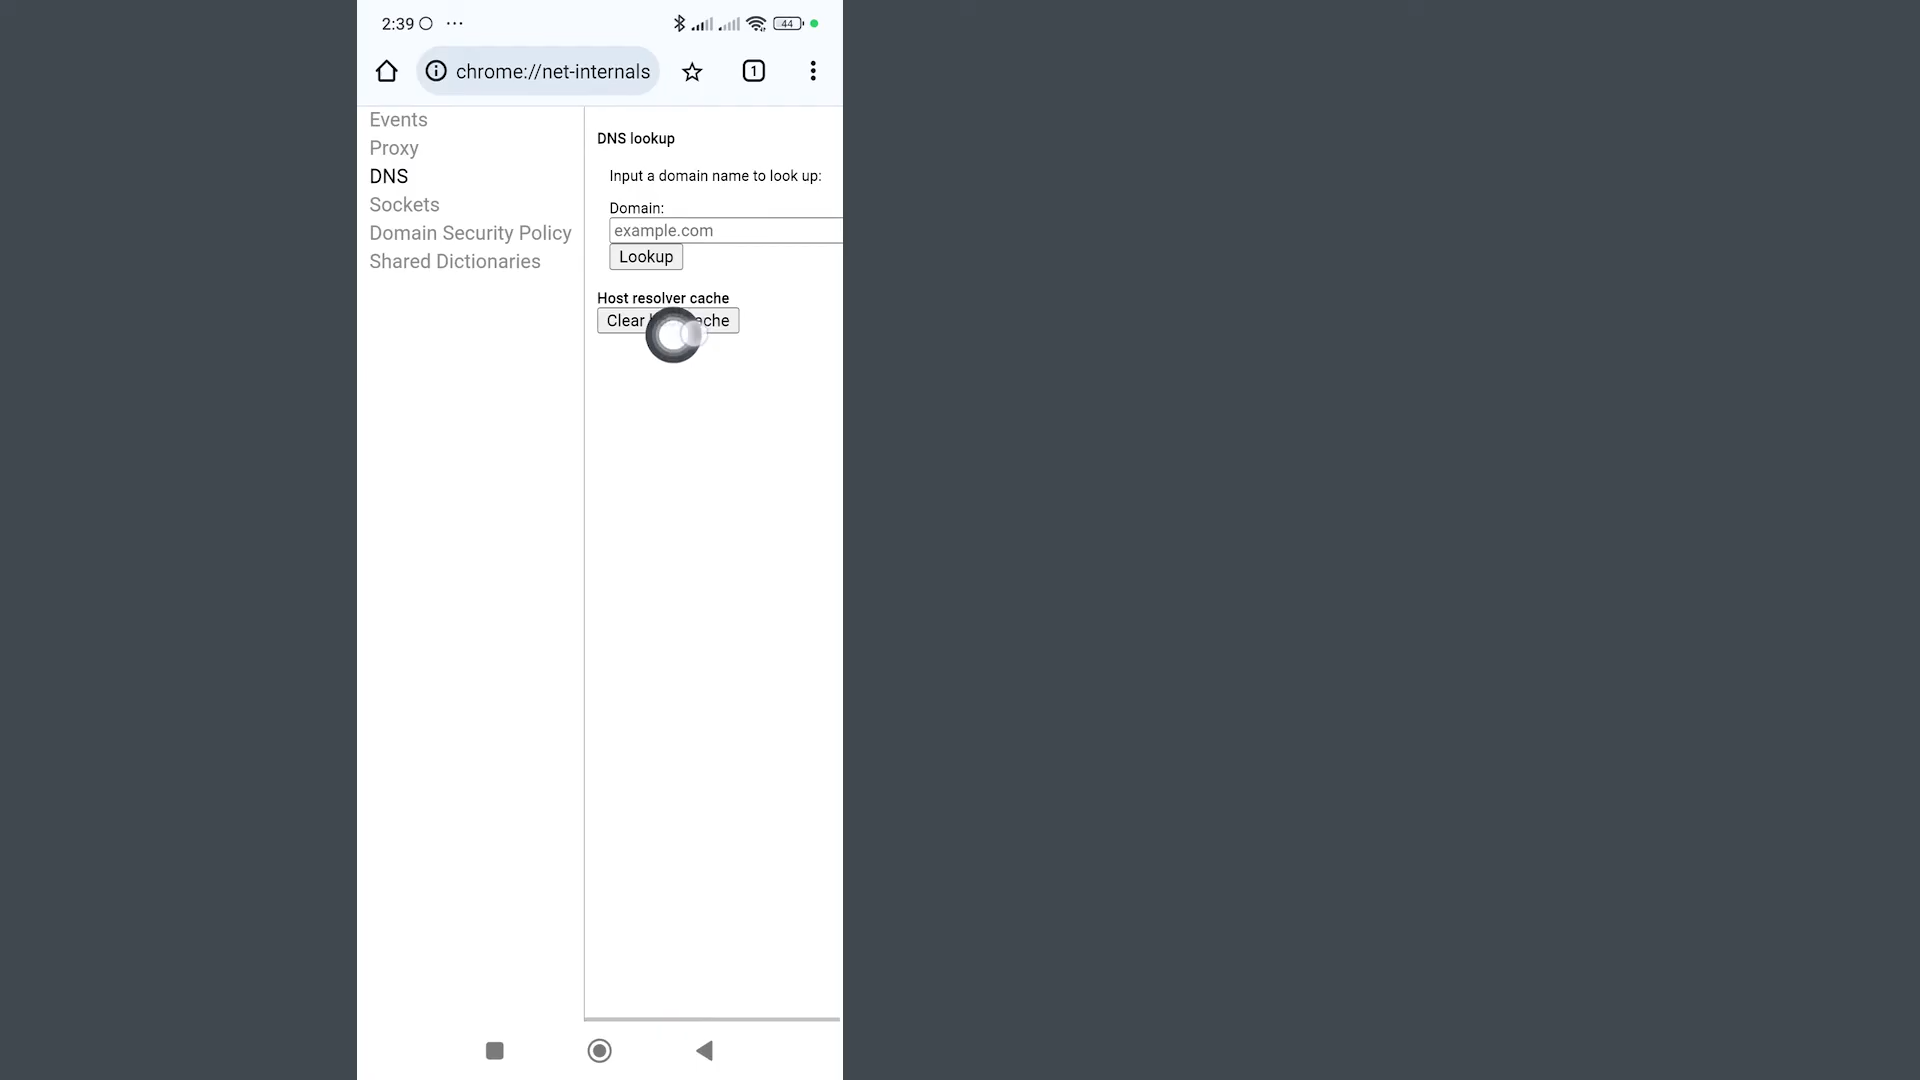 2:39
44
chrome://net-internals
1
Events
Proxy
DNS
Sockets
Domain Security Policy
Shared Dictionaries
DNS lookup
Input a domain name to look up:
Domain:
example.com
Lookup
Host resolver cache
Clear